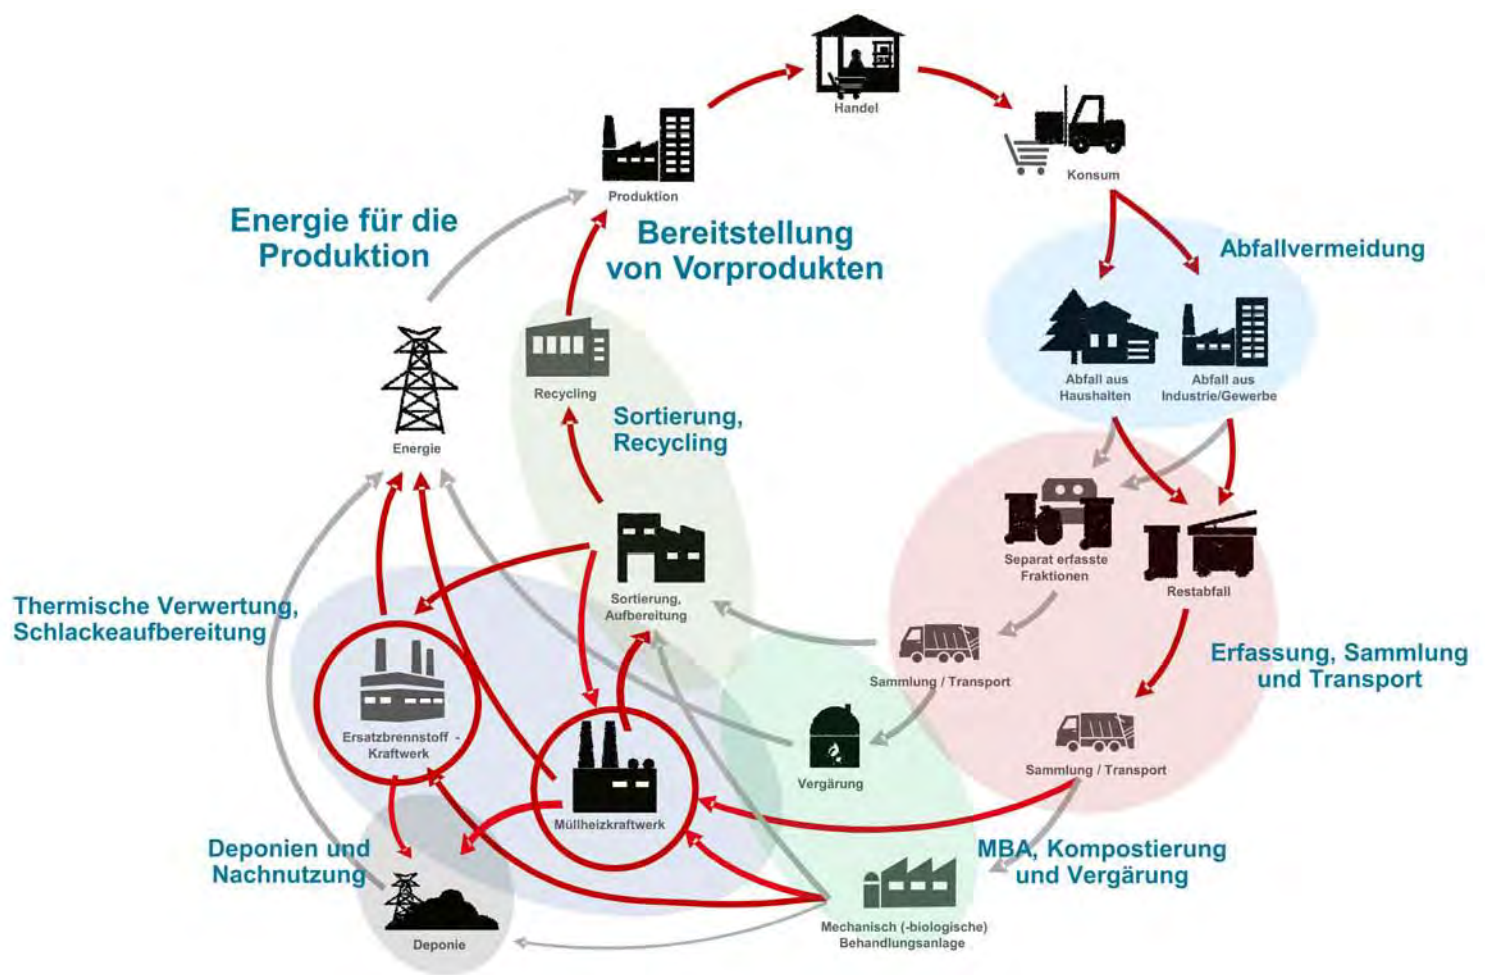 Handel
Konsum
Produktion
Energie für die
Produktion
Bereitstellung
von Vorprodukten
Abfallvermeidung
Abfall aus
Haushalten
Abfall aus
Industrie/Gewerbe
Recycling
Sortierung,
Recycling
Energie
Separat erfasste
Fraktionen
Restabfall
Sortierung,
Aufbereitung
Thermische Verwertung,
Schlackeaufbereitung
Erfassung, Sammlung
und Transport
Sammlung / Transport
Ersatzbrennstoff -
Kraftwerk
Sammlung / Transport
Vergärung
Müllheizkraftwerk
Deponien und
Nachnutzung
MBA, Kompostierung
und Vergärung
Mechanisch (-biologische)
Behandlungsanlage
Deponie